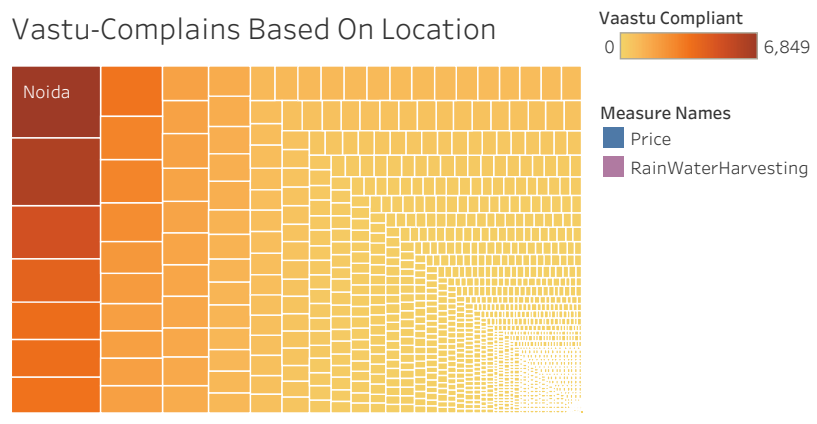 Vastu-Complains Based On Location
Noida
Vaastu Compliant
0 6,849
Measure Names
Price
RainWaterHarvesting